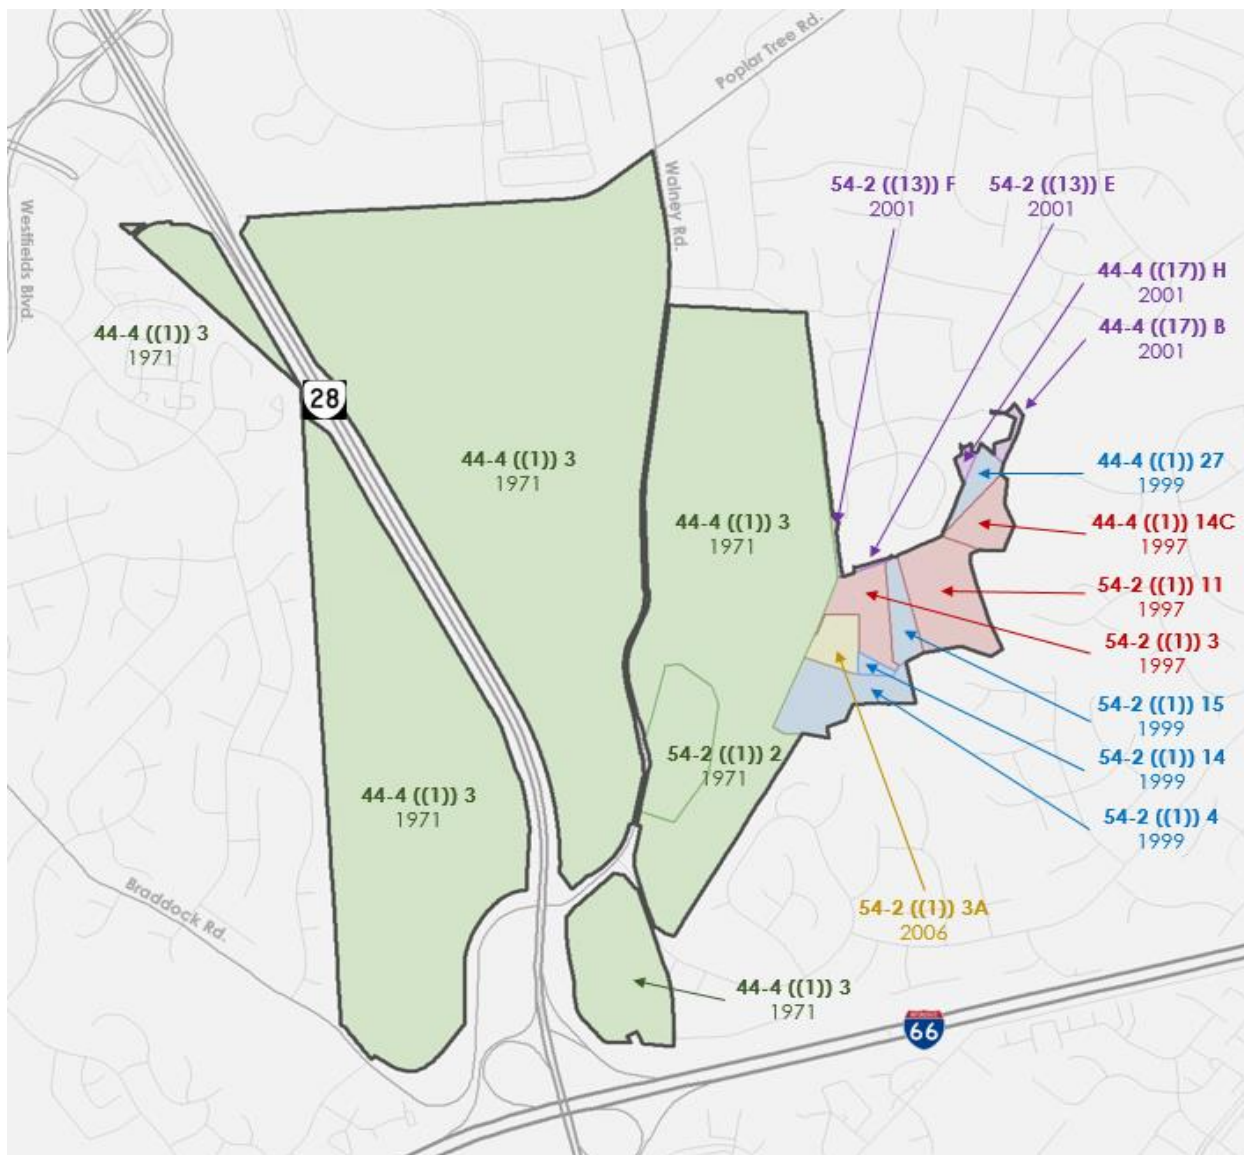 Poplar Tree Rd.
Walney Rd.
54-2 ((13)) F
2001
54-2 ((13)) E
2001
Westfields Blvd.
44-4 ((17)) H
2001
44-4 ((17)) B
2001
44-4 ((1)) 3
1971
28
44-4 ((1)) 3
1971
44-4 ((1)) 27
1999
44-4 ((1)) 3
1971
44-4 ((1)) 14C
1997
54-2 ((1)) 11
1997
54-2 ((1)) 3
1997
54-2 ((1)) 15
1999
54-2 ((1)) 2
1971
54-2 ((1)) 14
1999
44-4 ((1)) 3
1971
54-2 ((1)) 4
1999
Braddock Rd.
54-2 ((1)) 3A
2006
44-4 ((1)) 3
1971
66